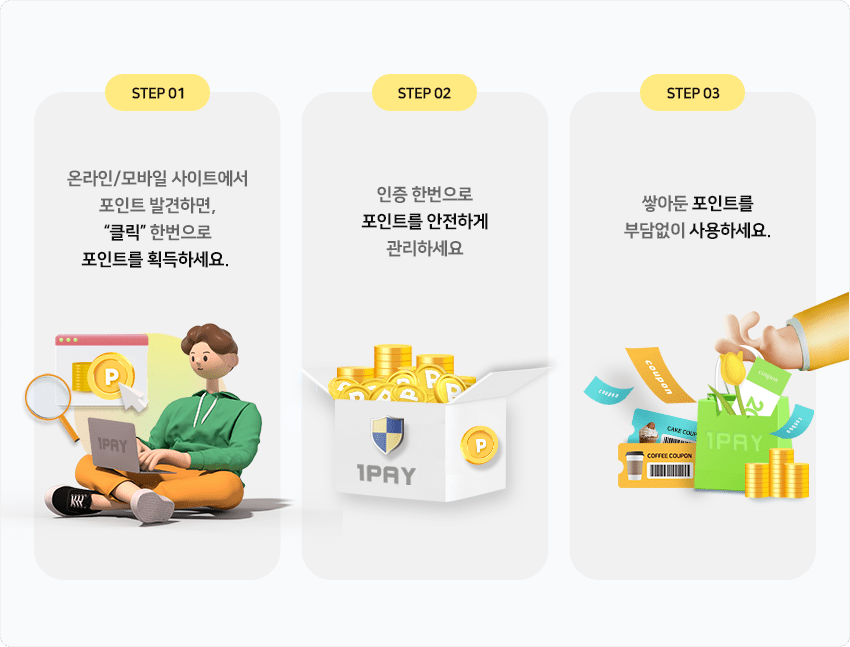 STEP 01
온라인/모바일 사이트에서
포인트 발견하면,
“클릭” 한번으로
포인트를 획득하세요.
P
1PAY
STEP 02
인증 한번으로
포인트를 안전하게
관리하세요
P
1PAY
STEP 03
쌓아둔 포인트를
부담없이 사용하세요.
coupon
coupon
CAKE COUP
COFFEE COUPON
1PAY